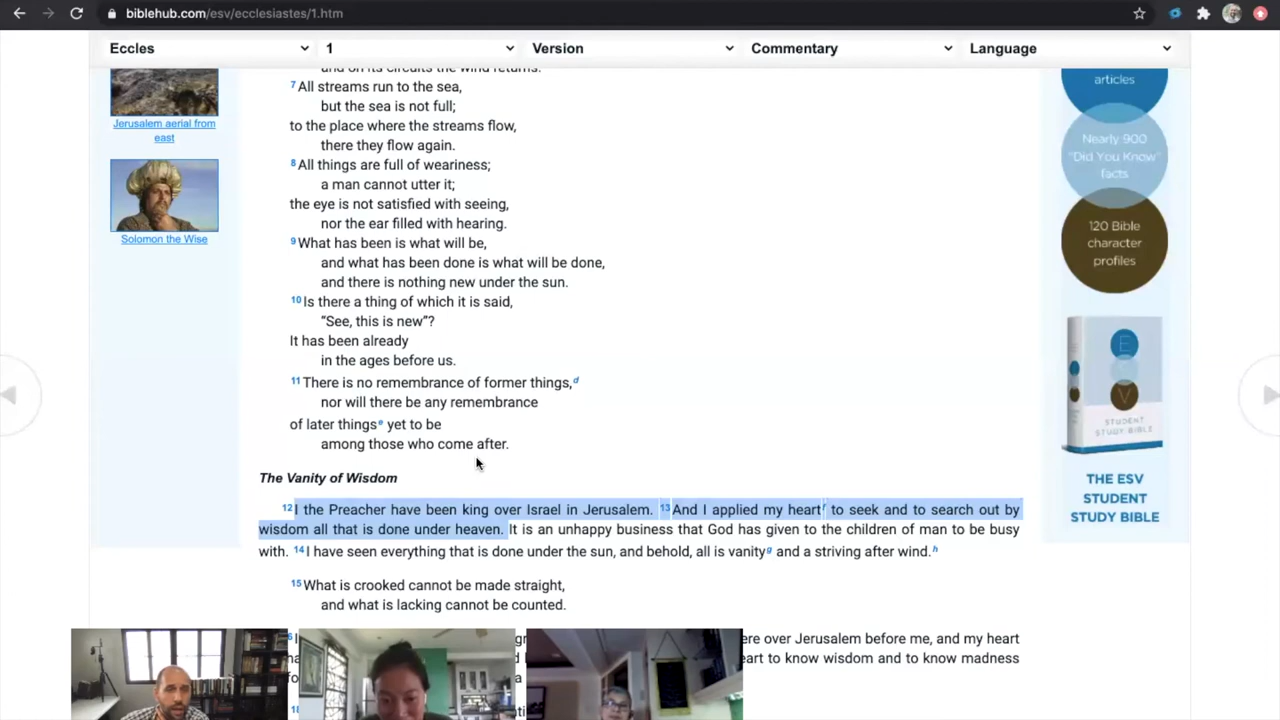 biblehub.com/esv/ecclesiastes/1.htm
Eccles
1
Version
Commentary
Language
Jerusalem aerial from
east
Solomon the Wise
and on its circuits the wind returns.
7 All streams run to the sea,
but the sea is not full;
to the place where the streams flow,
there they flow again.
8 All things are full of weariness;
a man cannot utter it;
the eye is not satisfied with seeing,
nor the ear filled with hearing.
9 What has been is what will be,
and what has been done is what will be done,
and there is nothing new under the sun.
10 Is there a thing of which it is said,
“See, this is new”?
It has been already
in the ages before us.
11 There is no remembrance of former things,d
nor will there be any remembrance
of later thingse yet to be
among those who come after.
The Vanity of Wisdom
12 I the Preacher have been king over Israel in Jerusalem. 13 And I applied my heartf to seek and to search out by
wisdom all that is done under heaven. It is an unhappy business that God has given to the children of man to be busy
with. 14 I have seen everything that is done under the sun, and behold, all is vanityg and a striving after wind.h
15 What is crooked cannot be made straight,
and what is lacking cannot be counted.
over Jerusalem before me, and my heart
to know wisdom and to know madness
18
articles
Nearly 900
"Did You Know"
facts
120 Bible
character
profiles
E
C
V
STUDENT
STUDY BIBLE
THE ESV
STUDENT
STUDY BIBLE